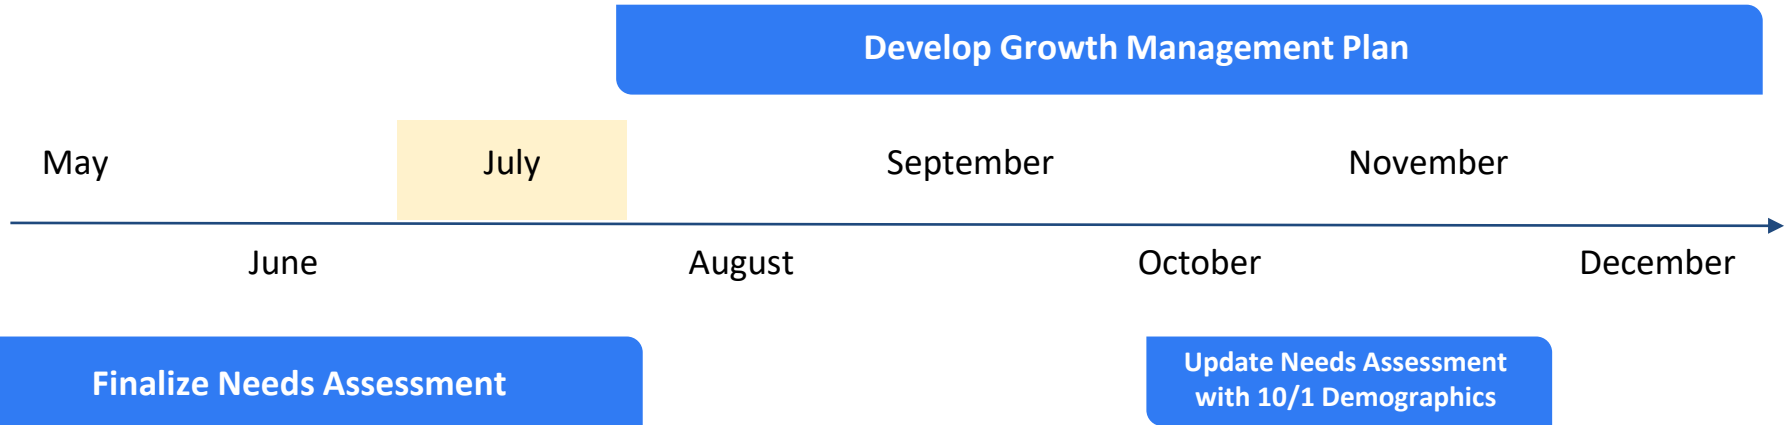 Develop Growth Management Plan
May
July
September
November
June
August
October
December
Finalize Needs Assessment
Update Needs Assessment
with 10/1 Demographics